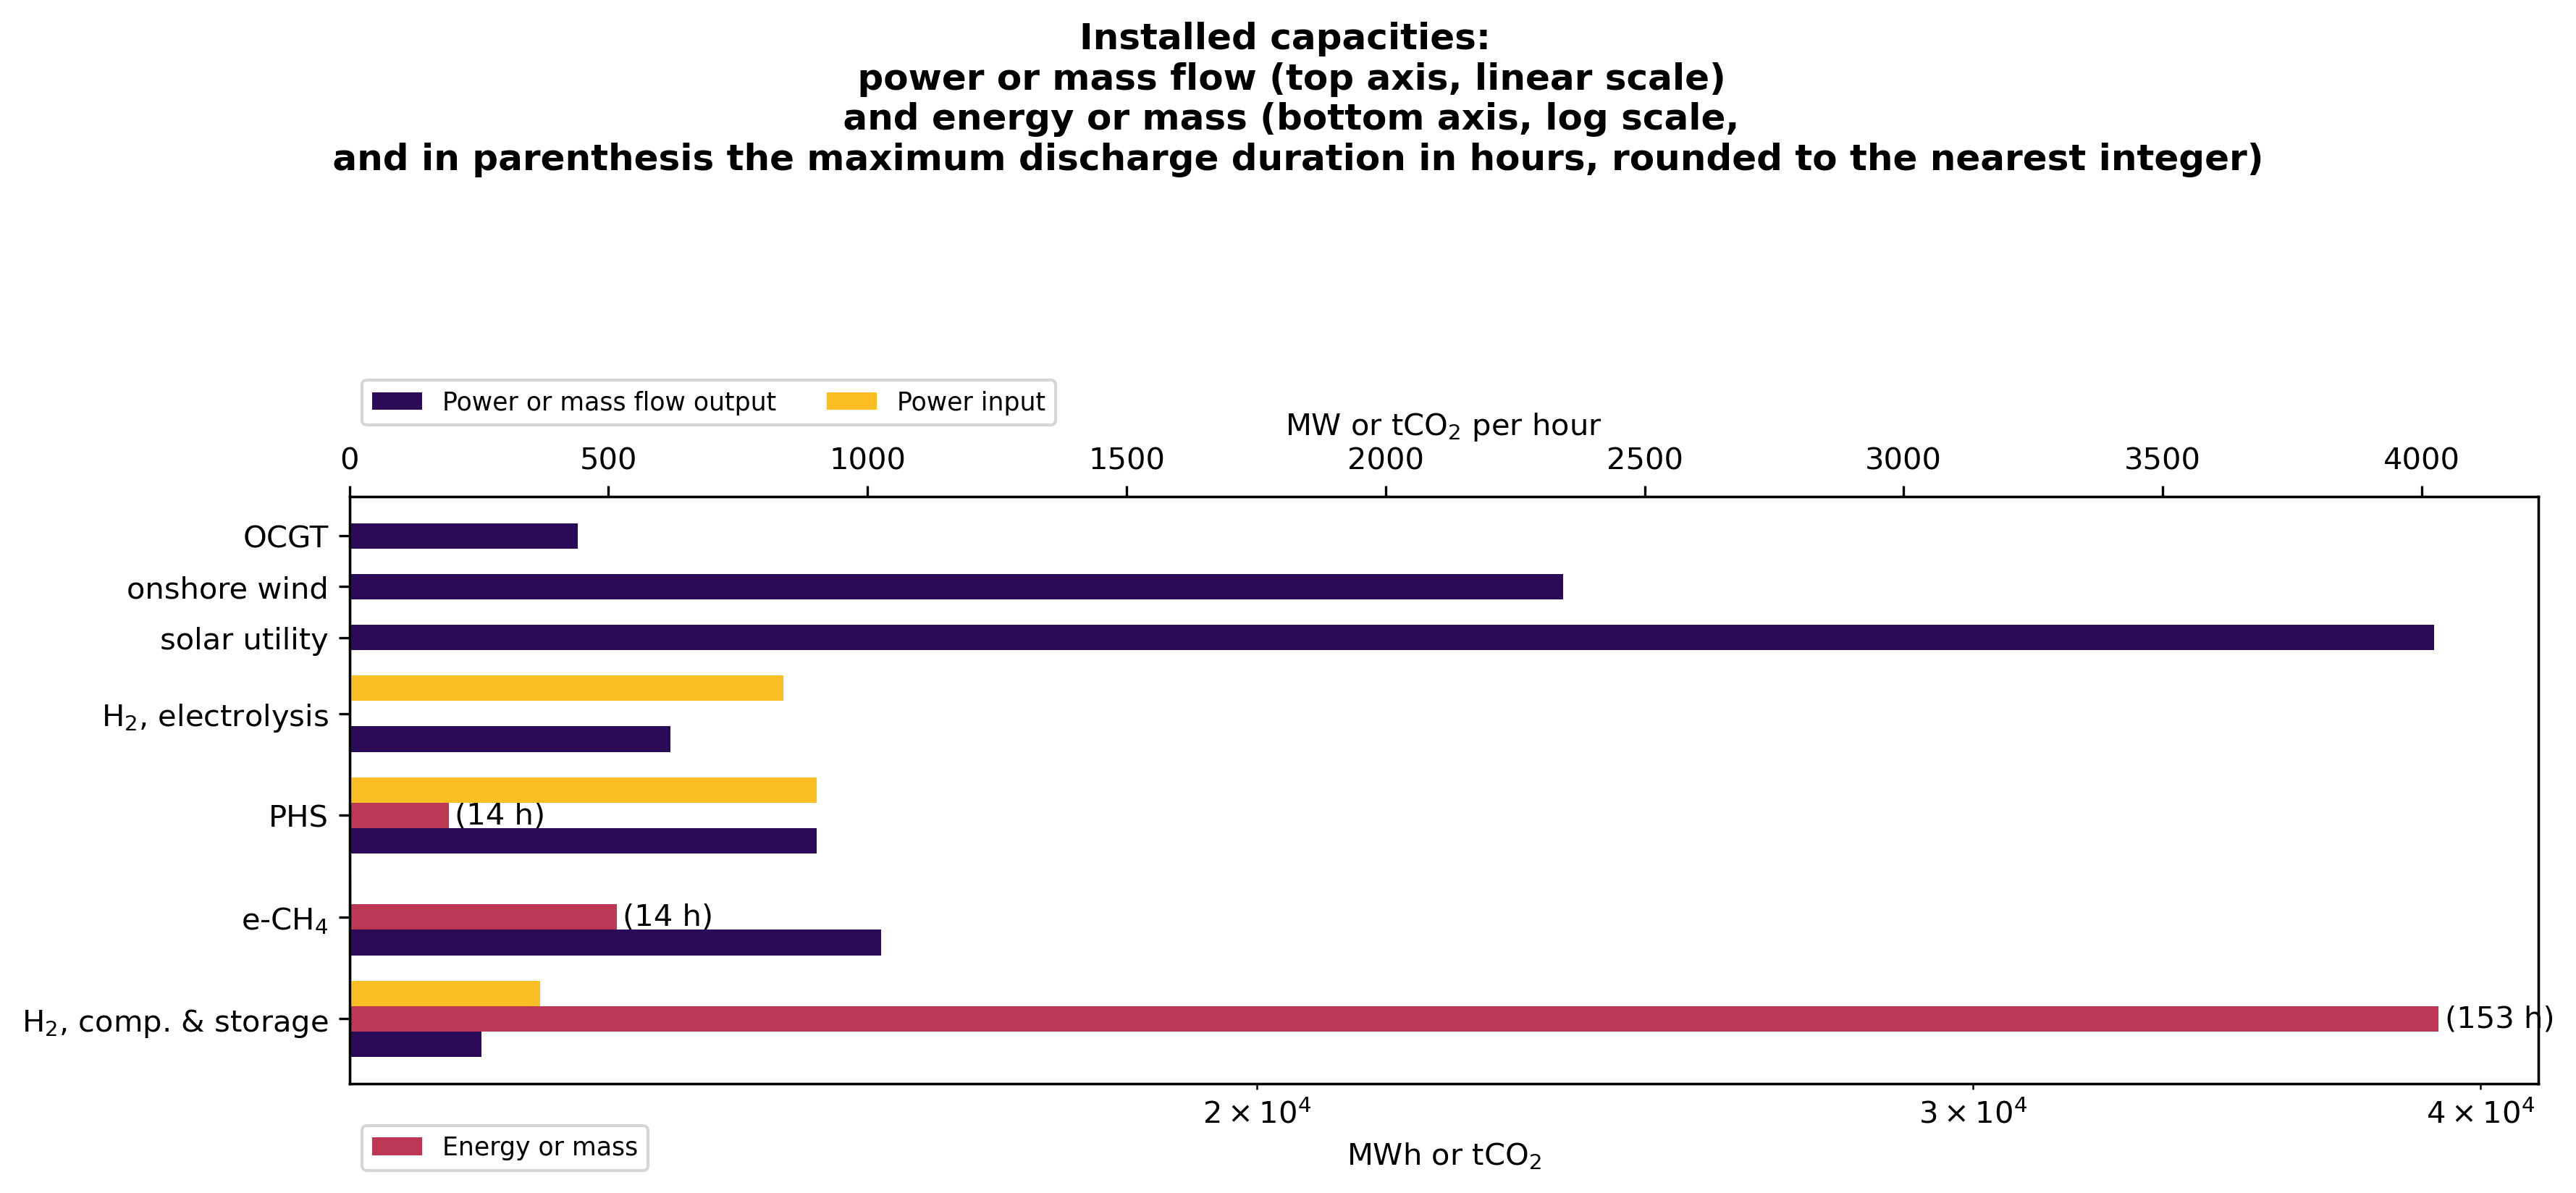 Installed capacities:
power or mass flow (top axis, linear scale)
and energy or mass (bottom axis, log scale,
and in parenthesis the maximum discharge duration in hours, rounded to the nearest integer)
Power or mass flow output Power input
MW or tCO₂ per hour
0 500 1000 1500 2000 2500 3000 3500 4000
OCGT
onshore wind
solar utility
H₂, electrolysis
PHS (14 h)
e-CH₄ (14 h)
H₂, comp. & storage (153 h)
2 × 10⁴ 3 × 10⁴ 4 × 10⁴
Energy or mass
MWh or tCO₂